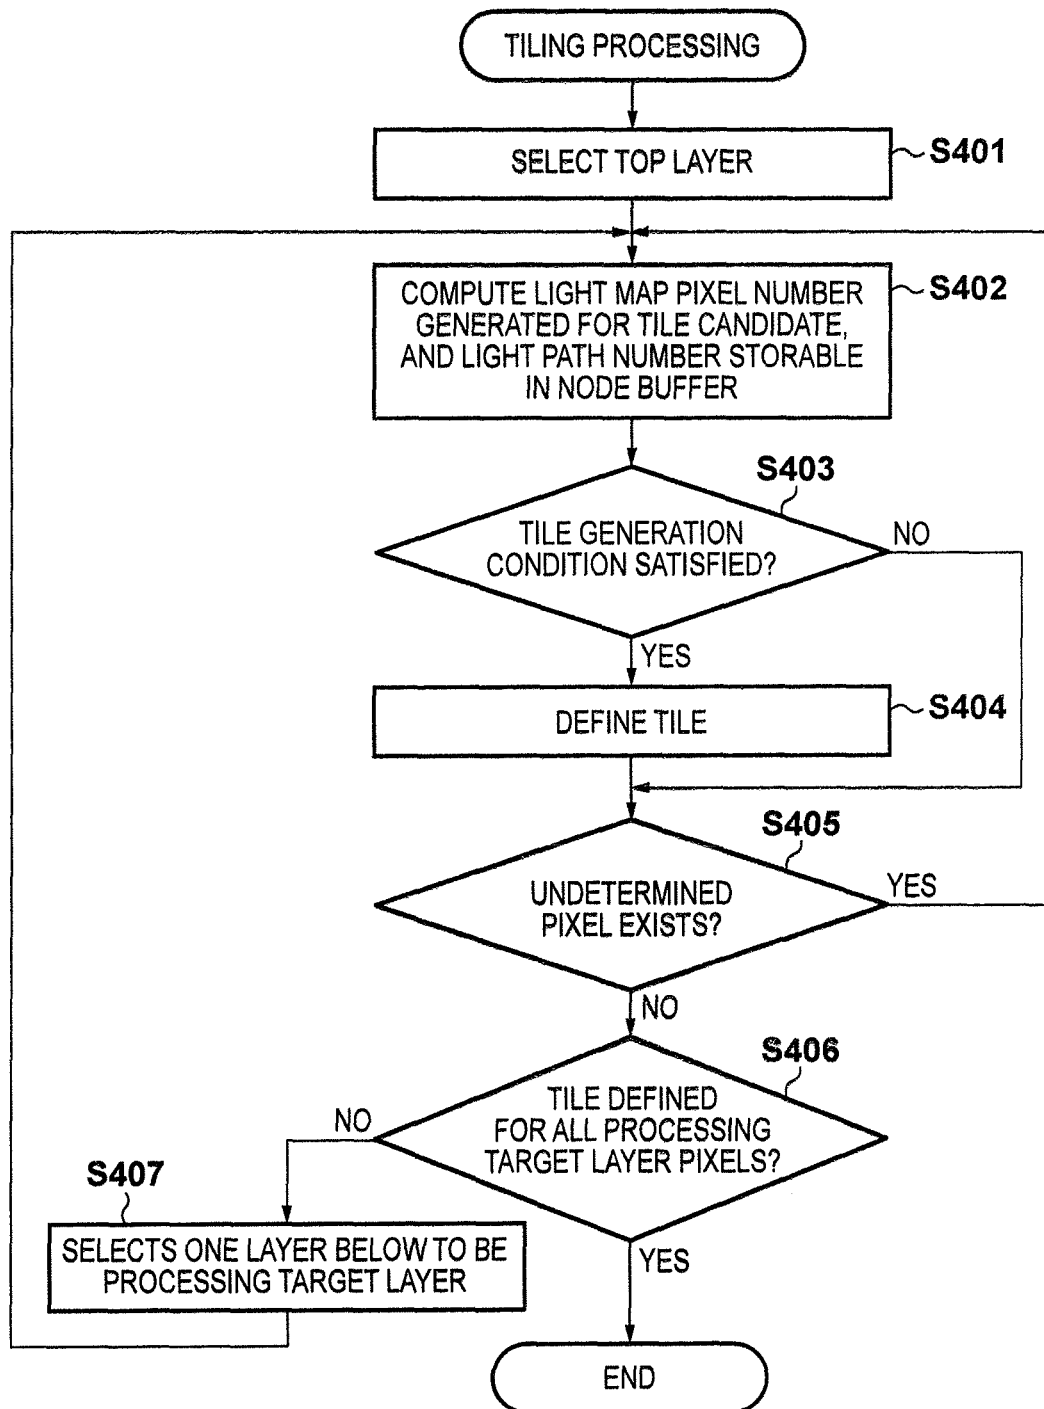 TILING PROCESSING
SELECT TOP LAYER
S401
COMPUTE LIGHT MAP PIXEL NUMBER
GENERATED FOR TILE CANDIDATE,
AND LIGHT PATH NUMBER STORABLE
IN NODE BUFFER
S402
S403
TILE GENERATION
CONDITION SATISFIED?
NO
YES
DEFINE TILE
S404
S405
UNDETERMINED
PIXEL EXISTS?
YES
NO
S406
TILE DEFINED
FOR ALL PROCESSING
TARGET LAYER PIXELS?
NO
YES
S407
SELECTS ONE LAYER BELOW TO BE
PROCESSING TARGET LAYER
END